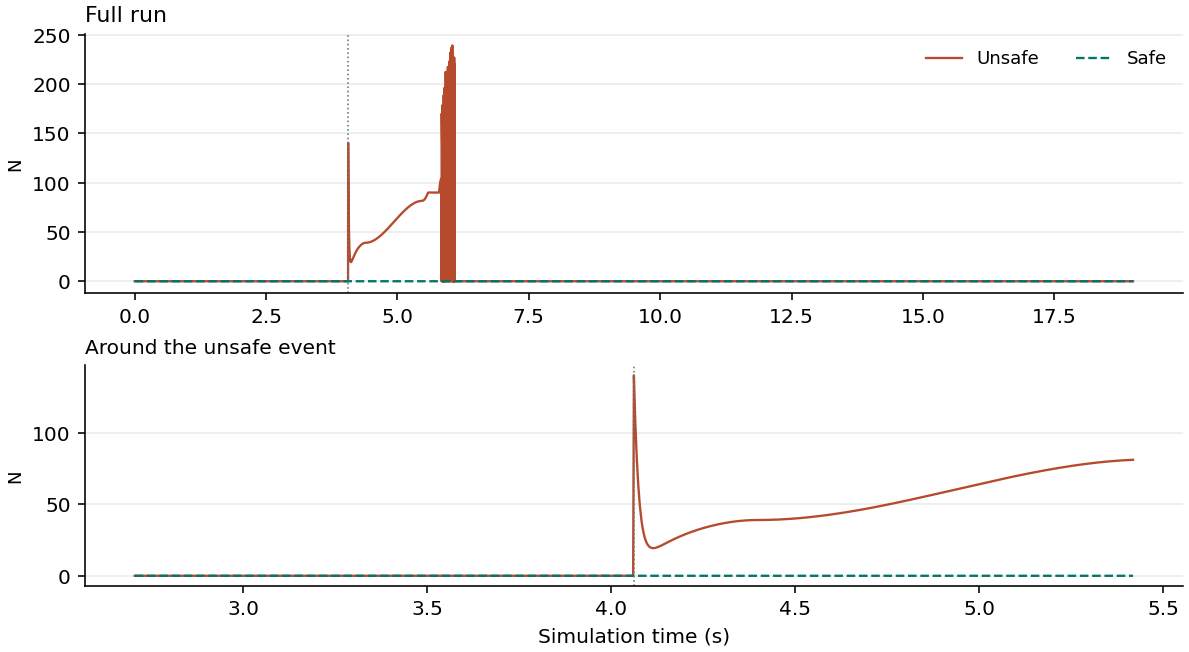 Full run
250
200
150
100
50
0
N
Unsafe
Safe
0.0 2.5 5.0 7.5 10.0 12.5 15.0 17.5
Around the unsafe event
100
50
0
N
3.0 3.5 4.0 4.5 5.0 5.5
Simulation time (s)